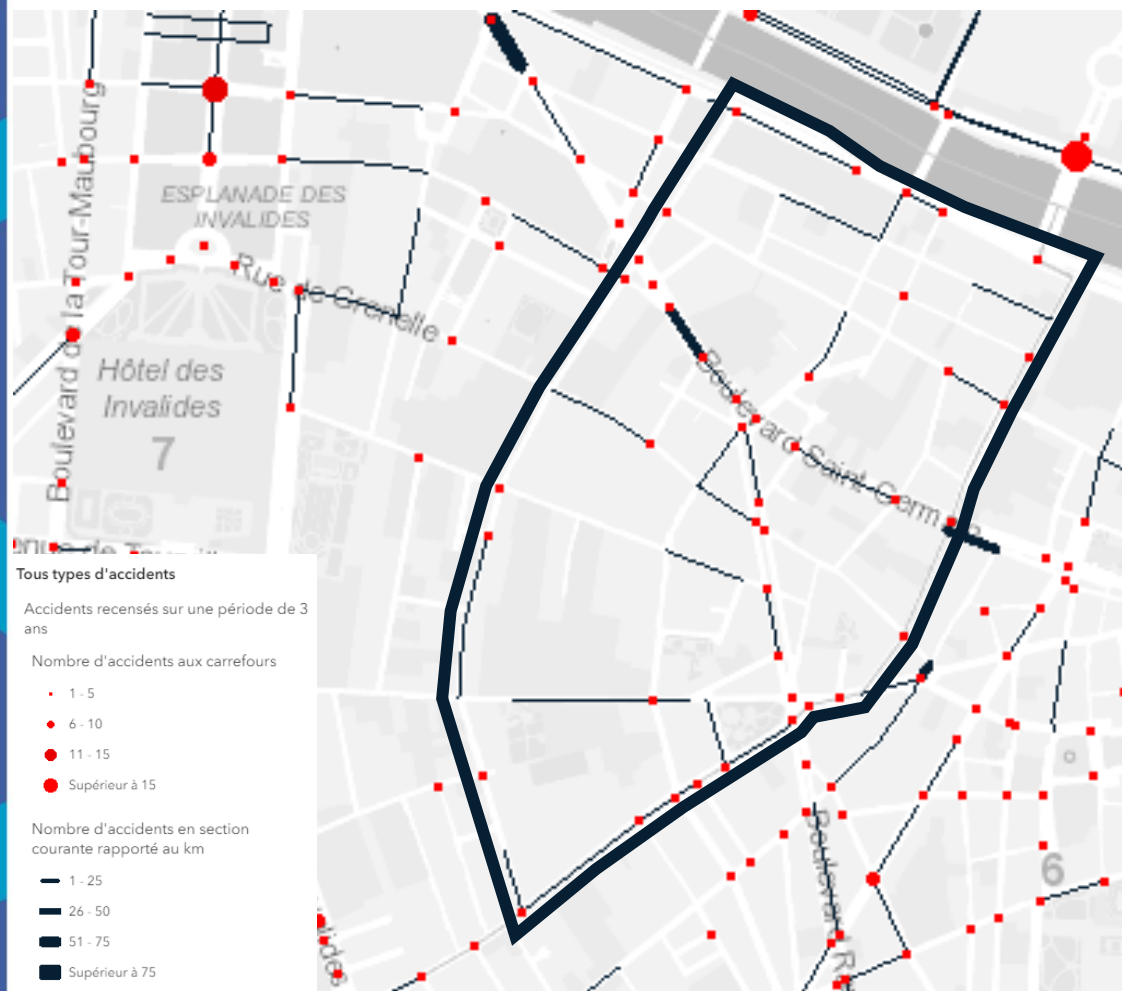 Boulevard de la Tour-Maubourg
ESPLANADE DES
INVALIDES
Rue de Grenelle
Hôtel des
Invalides
7
Boulevard Saint-Germain
6
Tous types d'accidents
Accidents recensés sur une période de 3
ans
Nombre d'accidents aux carrefours
1 - 5
6 - 10
11 - 15
Supérieur à 15
Nombre d'accidents en section
courante rapporté au km
1 - 25
26 - 50
51 - 75
Supérieur à 75